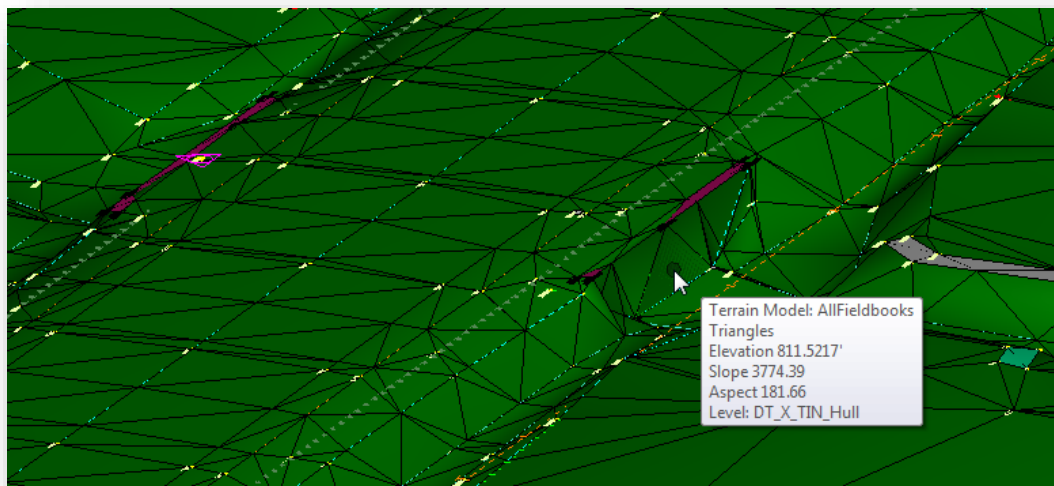 Terrain Model: AllFieldbooks
Triangles
Elevation 811.5217'
Slope 3774.39
Aspect 181.66
Level: DT_X_TIN_Hull